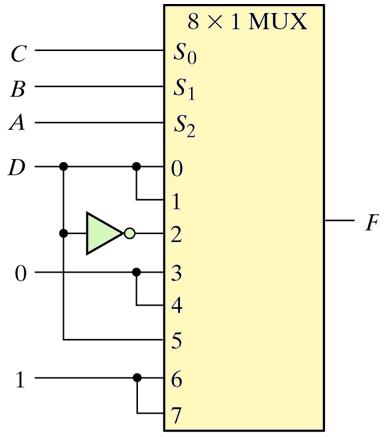 8 × 1 MUX
C S₀
B S₁
A S₂
D 0
1
2
F
0 3
4
5
1 6
7